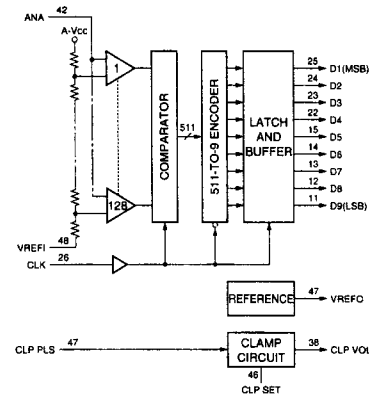 ANA 42
A-Vcc
1
128
COMPARATOR
511
511-TO-9 ENCODER
LATCH
AND
BUFFER
25 D1(MSB)
24 D2
23 D3
22 D4
15 D5
14 D6
13 D7
12 D8
11 D9(LSB)
VREFI 48
CLK 26
REFERENCE 47 VREFO
CLP PLS 47
CLAMP
CIRCUIT
38 CLP VOL
46
CLP SET